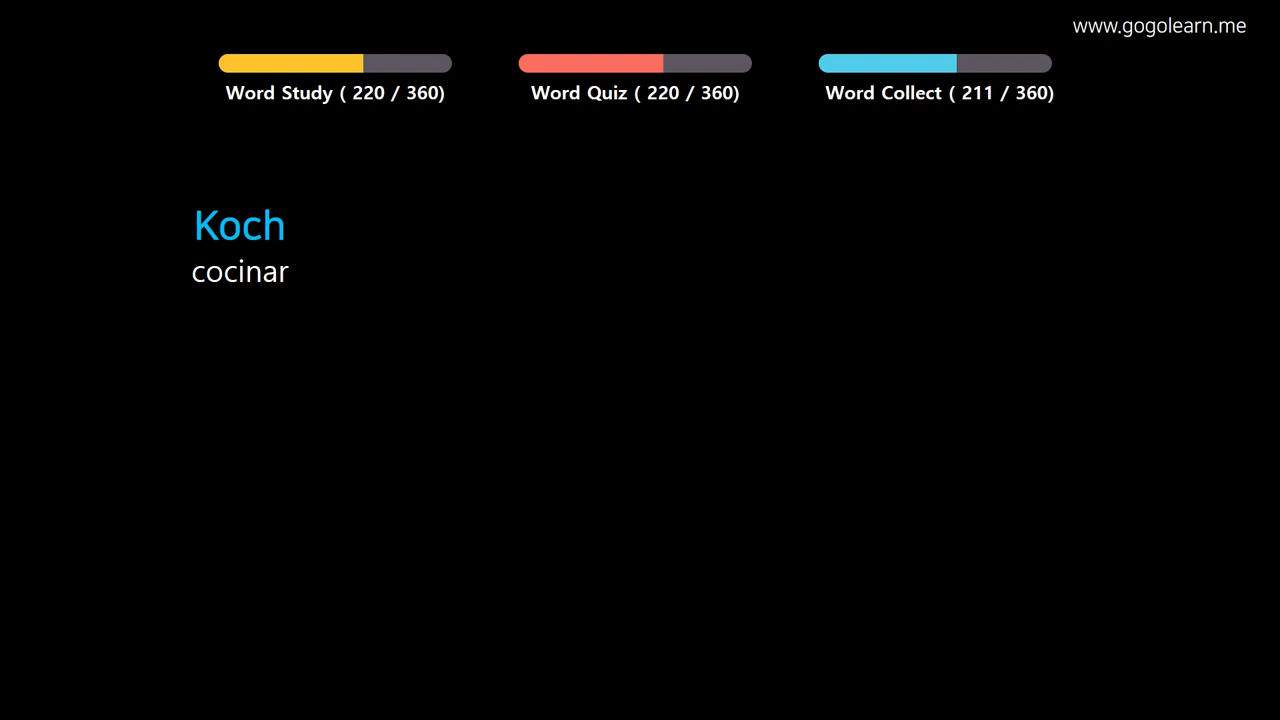 www.gogolearn.me
Word Study ( 220 / 360)
Word Quiz ( 220 / 360)
Word Collect ( 211 / 360)
Koch
cocinar